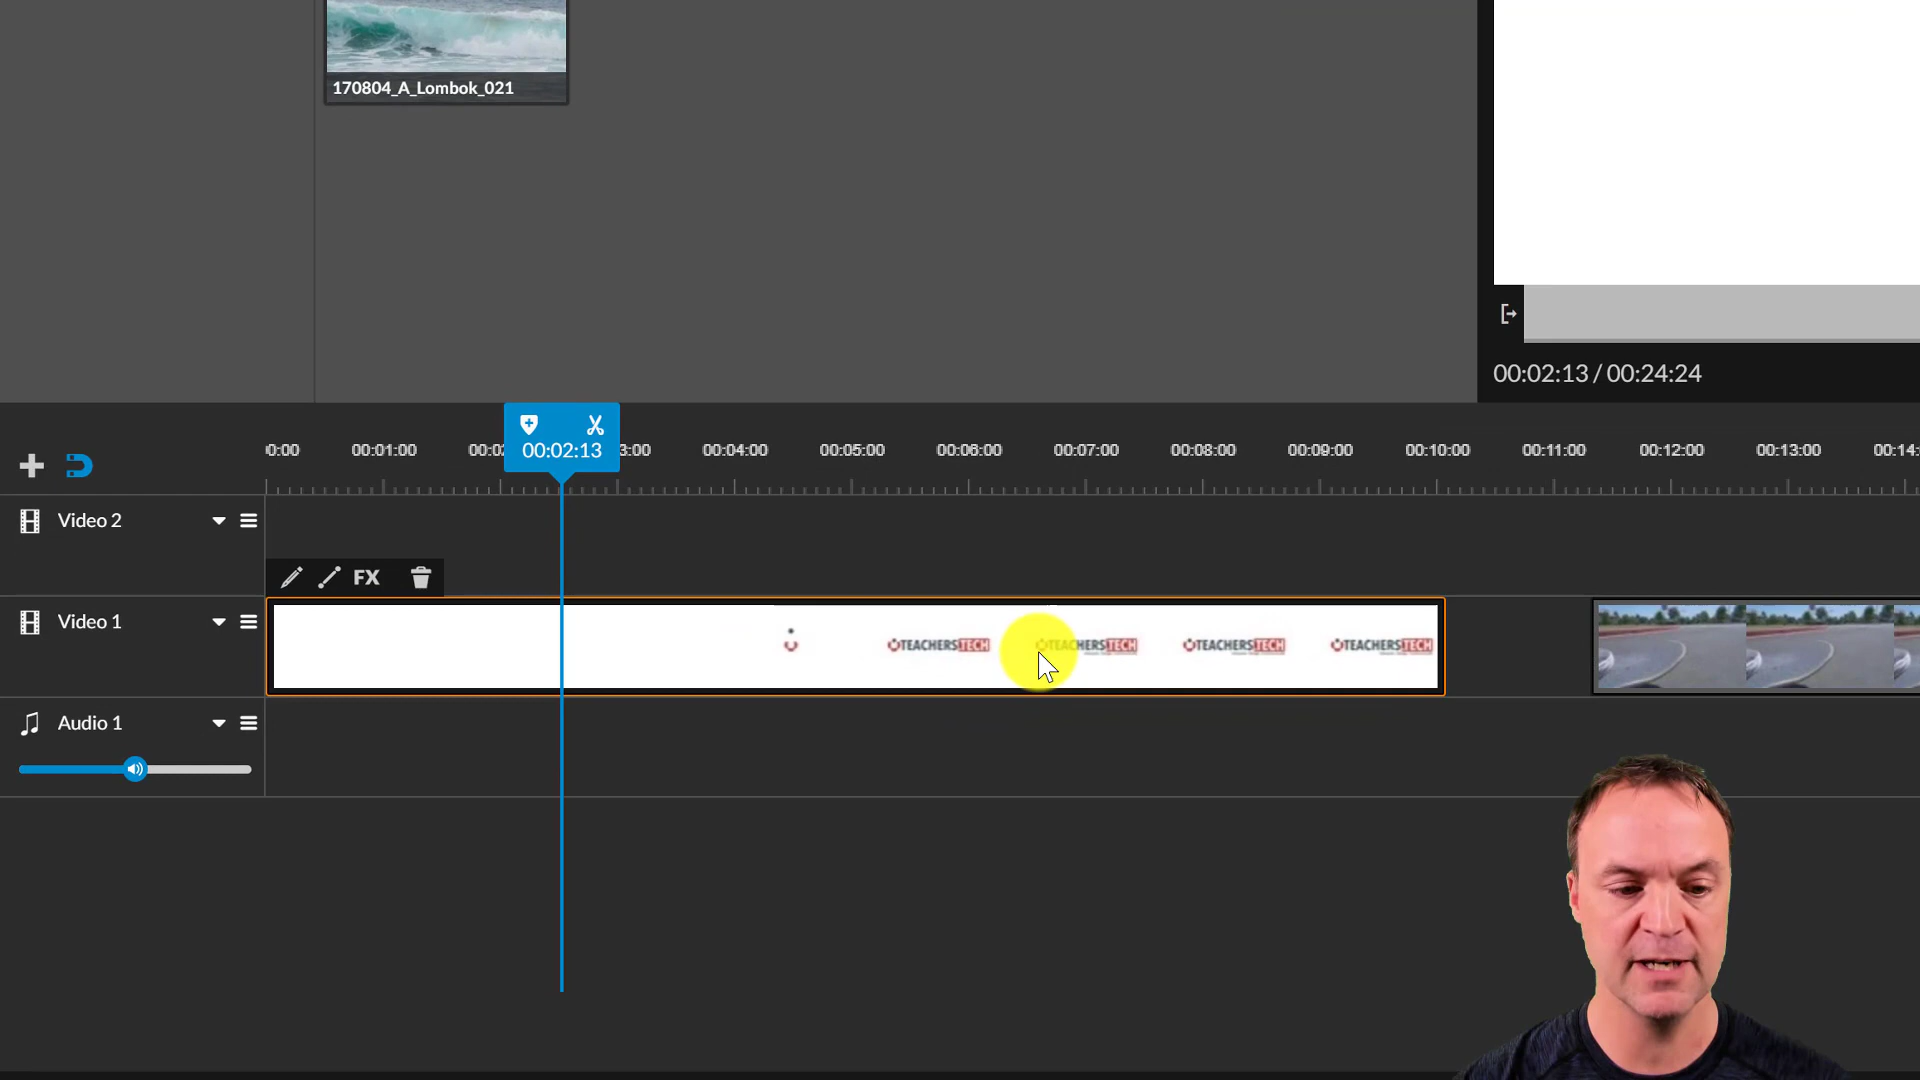 170804_A_Lombok_021
00:02:13 / 00:24:24
0:00 00:01:00 00:02 00:02:13 3:00 00:04:00 00:05:00 00:06:00 00:07:00 00:08:00 00:09:00 00:10:00 00:11:00 00:12:00 00:13:00 00:14:
Video 2
FX
Video 1
TEACHERSTECH TEACHERSTECH TEACHERSTECH TEACHERSTECH
Audio 1